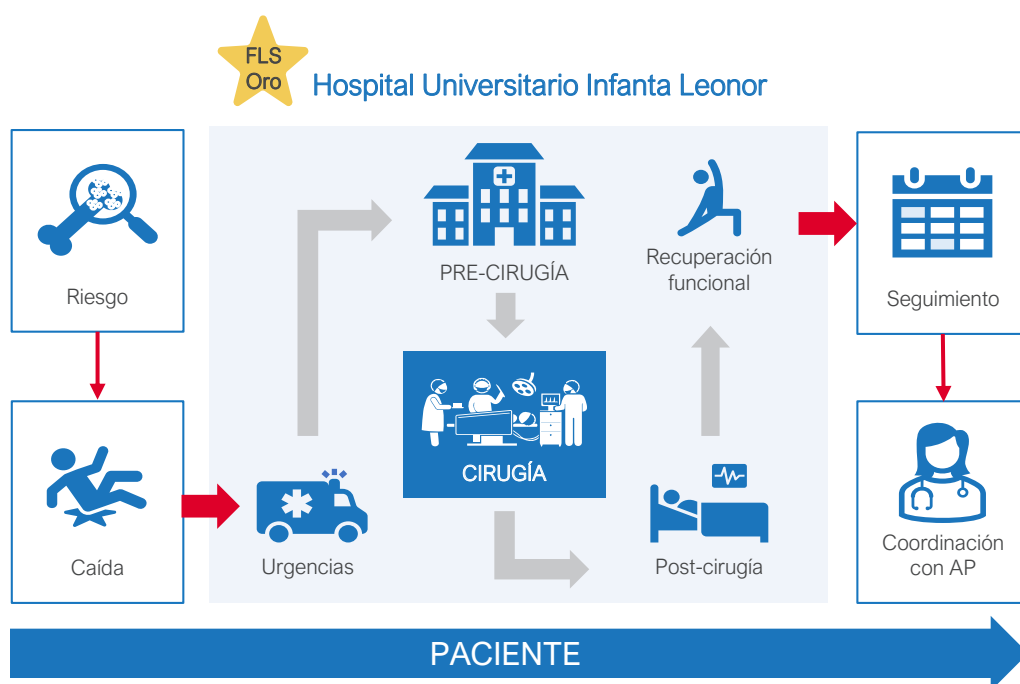 FLS
Oro
Hospital Universitario Infanta Leonor
Riesgo
Caída
Urgencias
PRE-CIRUGÍA
CIRUGÍA
Post-cirugía
Recuperación
funcional
Seguimiento
Coordinación
con AP
PACIENTE